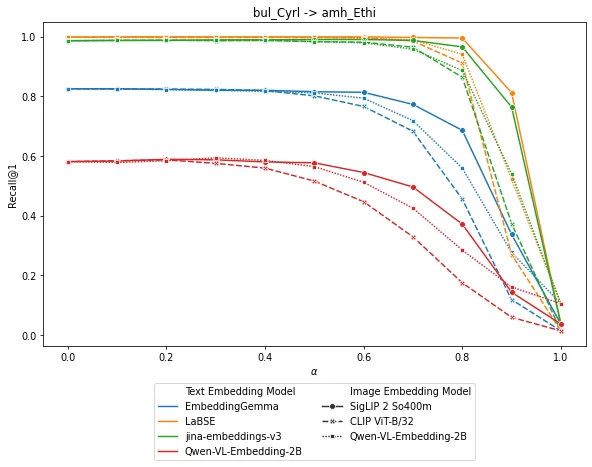 bul_Cyrl -> amh_Ethi
Recall@1
1.0
0.8
0.6
0.4
0.2
0.0
0.0 0.2 0.4 0.6 0.8 1.0
α
Text Embedding Model
EmbeddingGemma
LaBSE
jina-embeddings-v3
Qwen-VL-Embedding-2B
Image Embedding Model
SigLIP 2 So400m
CLIP ViT-B/32
Qwen-VL-Embedding-2B